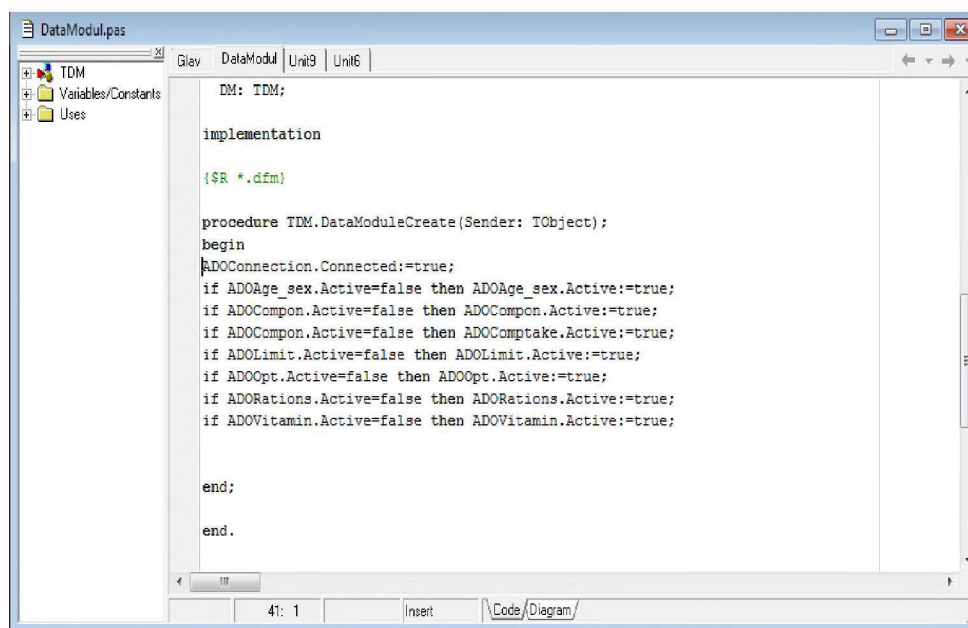 DataModul.pas
TDM
Variables/Constants
Uses
Glav DataModul Unit9 Unit6
DM: TDM;
implementation
{$R *.dfm}
procedure TDM.DataModuleCreate(Sender: TObject);
begin
ADOConnection.Connected:=true;
if ADOAge_sex.Active=false then ADOAge_sex.Active:=true;
if ADOCompon.Active=false then ADOCompon.Active:=true;
if ADOCompon.Active=false then ADOComptake.Active:=true;
if ADOLimit.Active=false then ADOLimit.Active:=true;
if ADOOpt.Active=false then ADOOpt.Active:=true;
if ADORations.Active=false then ADORations.Active:=true;
if ADOVitamin.Active=false then ADOVitamin.Active:=true;
end;
end.
41: 1 Insert Code Diagram